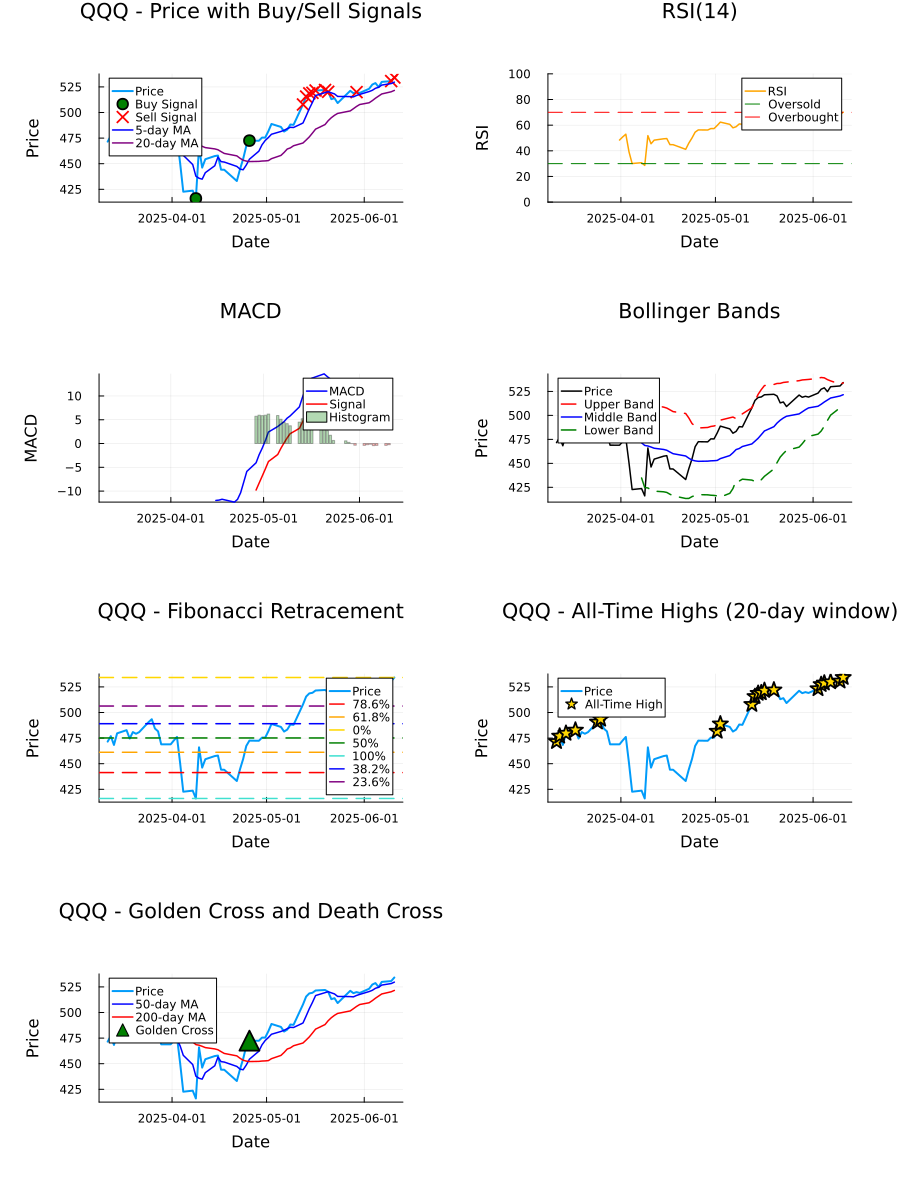 QQQ - Price with Buy/Sell Signals
525
500
475
450
425
Price
Price
Buy Signal
Sell Signal
5-day MA
20-day MA
2025-04-01
2025-05-01
2025-06-01
Date
RSI(14)
100
80
60
40
20
0
RSI
RSI
Oversold
Overbought
2025-04-01
2025-05-01
2025-06-01
Date
MACD
10
5
0
−5
−10
MACD
MACD
Signal
Histogram
2025-04-01
2025-05-01
2025-06-01
Date
Bollinger Bands
525
500
475
450
425
Price
Price
Upper Band
Middle Band
Lower Band
2025-04-01
2025-05-01
2025-06-01
Date
QQQ - Fibonacci Retracement
525
500
475
450
425
Price
Price
78.6%
61.8%
0%
50%
100%
38.2%
23.6%
2025-04-01
2025-05-01
2025-06-01
Date
QQQ - All-Time Highs (20-day window)
525
500
475
450
425
Price
Price
All-Time High
2025-04-01
2025-05-01
2025-06-01
Date
QQQ - Golden Cross and Death Cross
525
500
475
450
425
Price
Price
50-day MA
200-day MA
Golden Cross
2025-04-01
2025-05-01
2025-06-01
Date